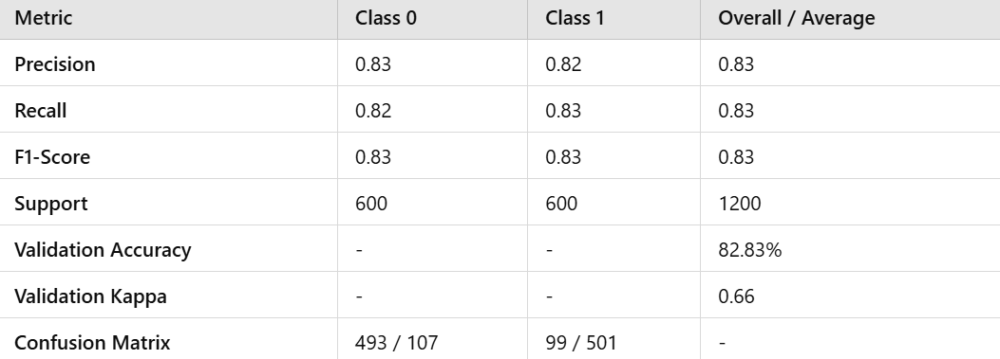 Metric Class 0 Class 1 Overall / Average
Precision 0.83 0.82 0.83
Recall 0.82 0.83 0.83
F1-Score 0.83 0.83 0.83
Support 600 600 1200
Validation Accuracy - - 82.83%
Validation Kappa - - 0.66
Confusion Matrix 493 / 107 99 / 501 -